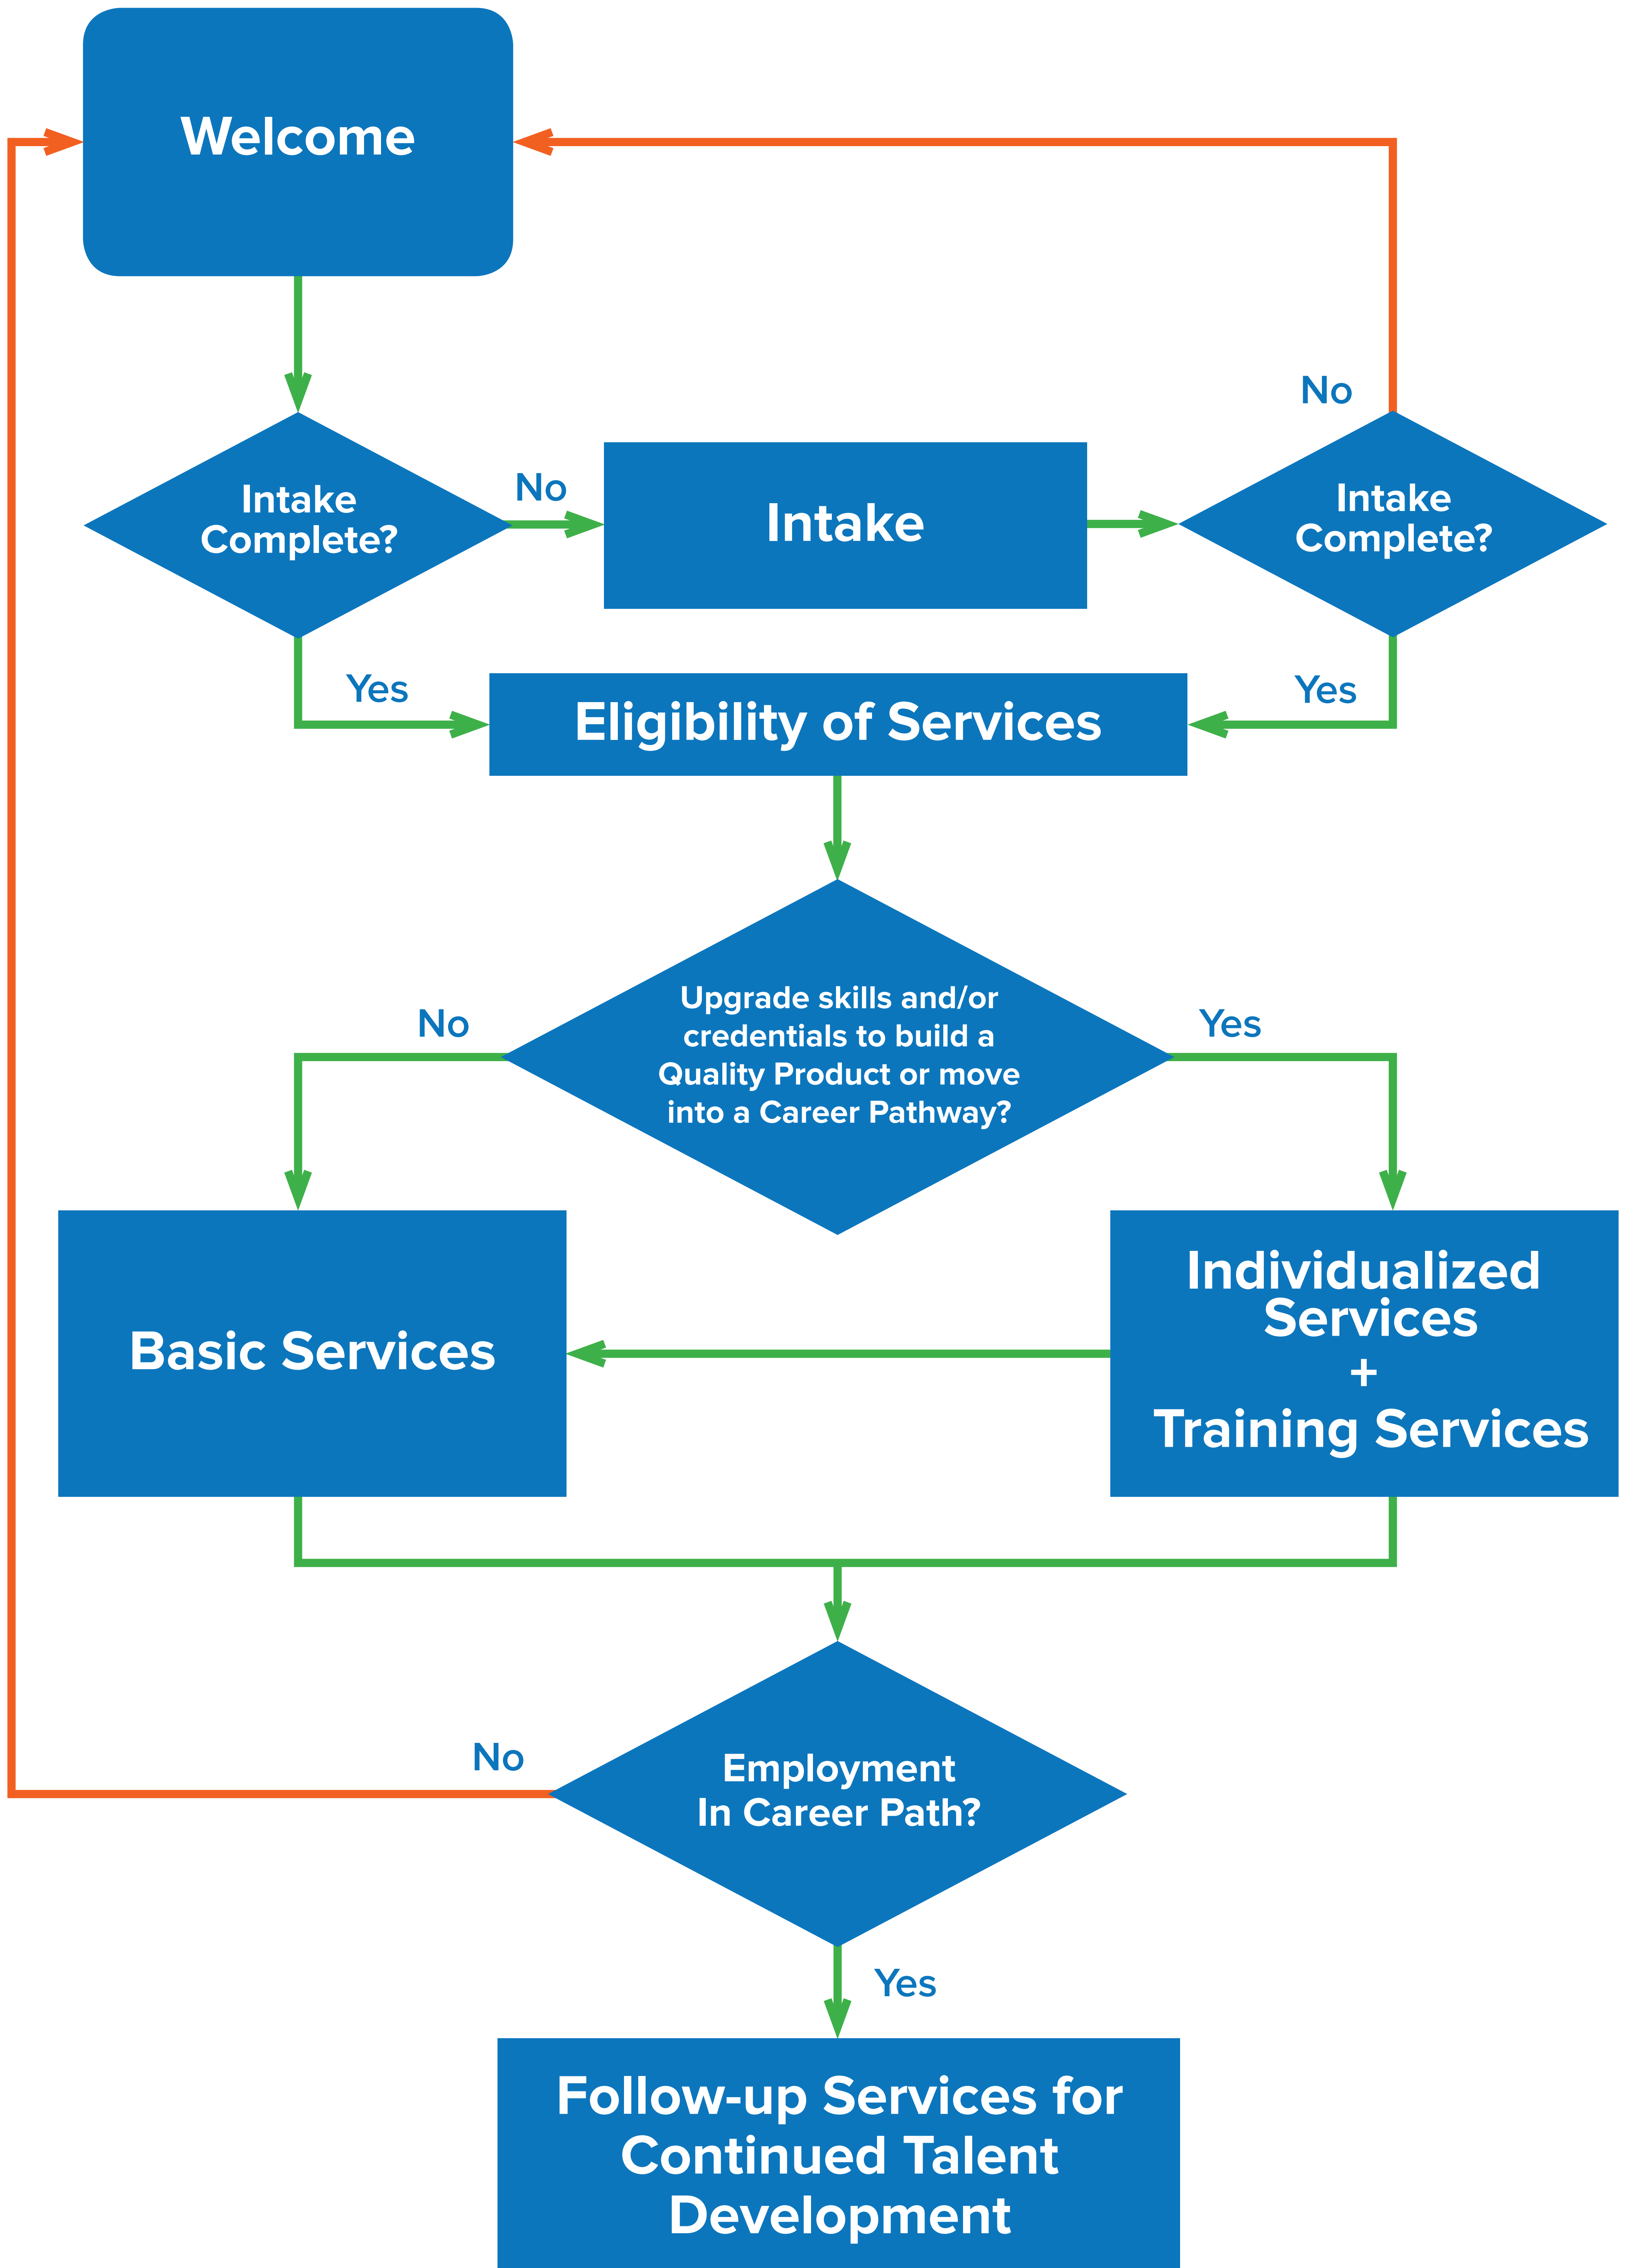 Welcome
No
Intake
Complete?
No
Intake
Intake
Complete?
Yes
Eligibility of Services
Yes
Upgrade skills and/or
credentials to build a
Quality Product or move
into a Career Pathway?
No
Yes
Basic Services
Individualized
Services
+
Training Services
No
Employment
In Career Path?
Yes
Follow-up Services for
Continued Talent
Development